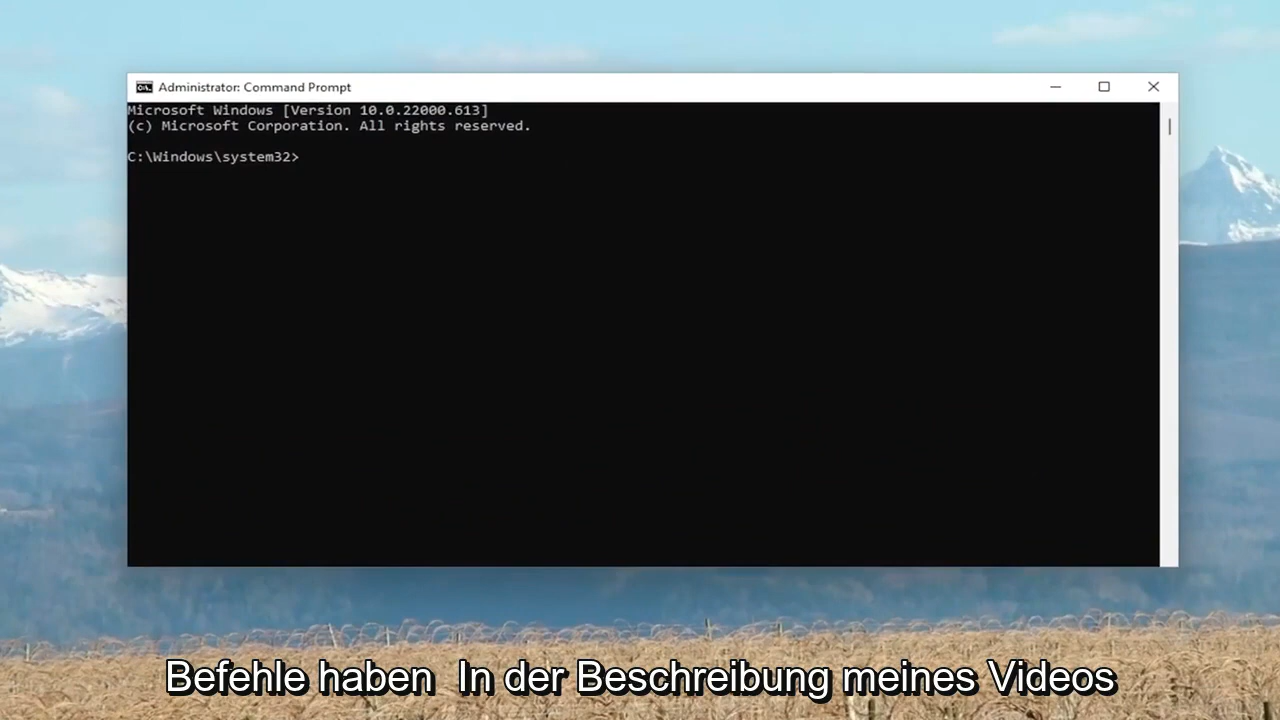 Administrator: Command Prompt
Microsoft Windows [Version 10.0.22000.613]
(c) Microsoft Corporation. All rights reserved.
C:\Windows\system32>
Befehle haben  In der Beschreibung meines Videos